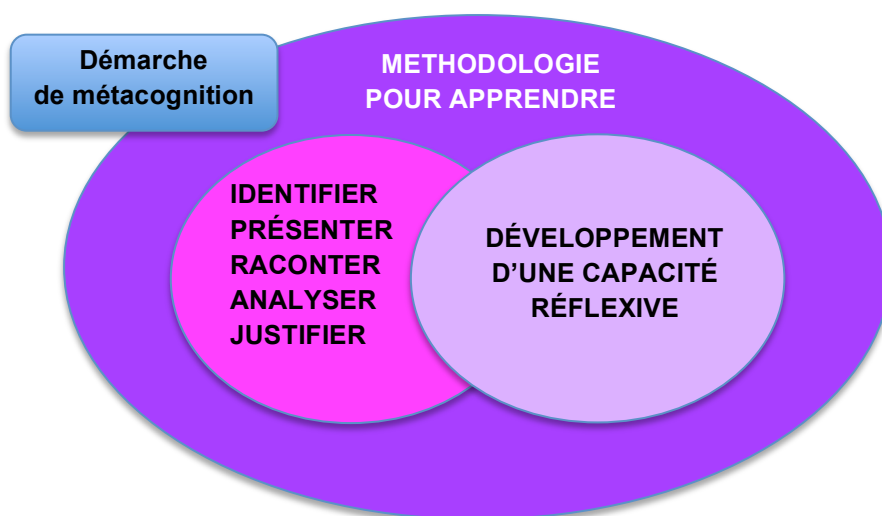 Démarche
de métacognition
METHODOLOGIE
POUR APPRENDRE
IDENTIFIER
PRÉSENTER
RACONTER
ANALYSER
JUSTIFIER
DÉVELOPPEMENT
D’UNE CAPACITÉ
RÉFLEXIVE